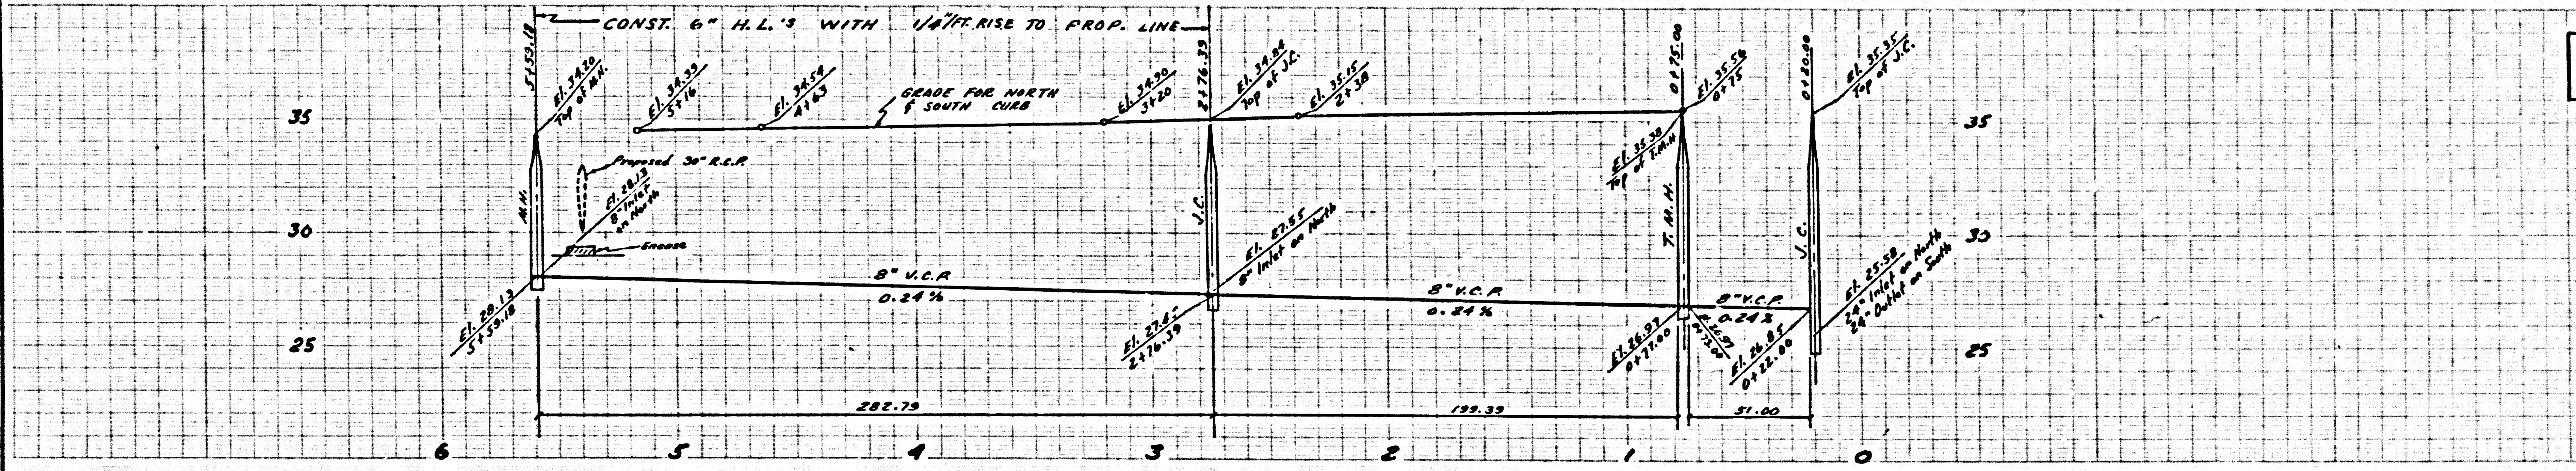 CONST. 6" H.L.'S WITH 1/4"/FT. RISE TO PROP. LINE
5+59.18
El. 34.20
Top of M.H.
El. 34.39
5+16
El. 34.54
4+63
GRADE FOR NORTH
& SOUTH CURB
El. 34.90
3+20
2+76.39
El. 34.84
Top of J.C.
El. 35.15
2+38
0+75.00
El. 35.56
0+75
0+20.00
El. 35.35
Top of J.C.
35
35
El. 35.38
Top of T.M.H
Proposed 30" R.C.P.
El. 28.13
8" Inlet
on North
M.H.
J.C.
T.M.H.
J.C.
30
30
Encase
El. 27.55
8" Inlet on North
El. 25.58
24" Inlet on North
24" Outlet on South
8" V.C.P.
0.24%
8" V.C.P.
0.24%
8" V.C.P.
0.24%
El. 28.13
5+59.18
El.
2+76.39
El. 26.97
0+77.00
El. 26.97
0+73.00
El. 26.85
0+22.00
25
25
282.79
199.39
51.00
6
5
4
3
2
1
0